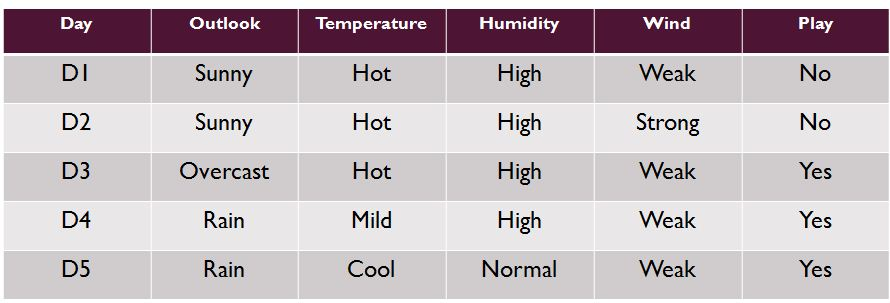 Day Outlook Temperature Humidity Wind Play
D1 Sunny Hot High Weak No
D2 Sunny Hot High Strong No
D3 Overcast Hot High Weak Yes
D4 Rain Mild High Weak Yes
D5 Rain Cool Normal Weak Yes